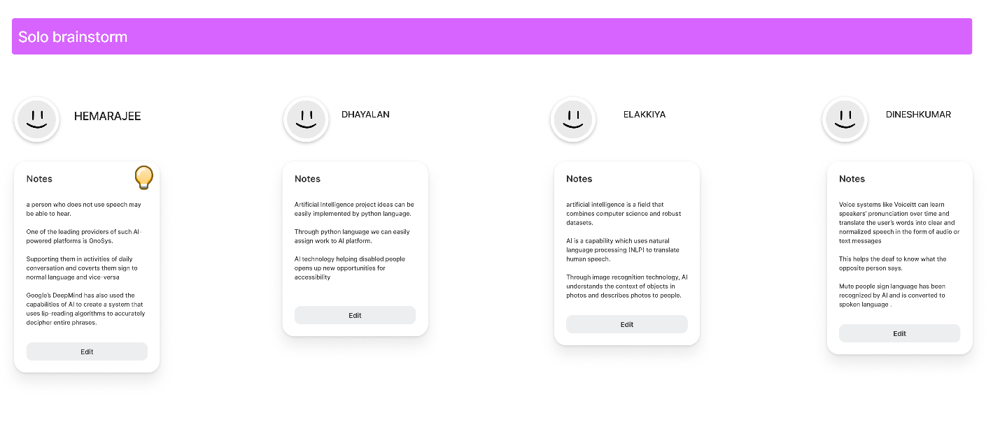 Solo brainstorm
HEMARAJEE
Notes
a person who does not use speech may
be able to hear.
One of the leading providers of such AI-
powered platforms is GnoSys.
Supporting them in activities of daily
conversation and coverts them sign to
normal language and vice-versa
Google's DeepMind has also used the
capabilities of AI to create a system that
uses lip-reading algorithms to accurately
decipher entire phrases.
Edit
DHAYALAN
Notes
Artificial Intelligence project ideas can be
easily implemented by python language.
Through python language we can easily
assign work to AI platform.
AI technology helping disabled people
opens up new opportunities for
accessibility
Edit
ELAKKIYA
Notes
artificial intelligence is a field that
combines computer science and robust
datasets.
AI is a capability which uses natural
language processing (NLP) to translate
human speech.
Through image recognition technology, AI
understands the context of objects in
photos and describes photos to people.
Edit
DINESHKUMAR
Notes
Voice systems like Voiceitt can learn
speakers' pronunciation over time and
translate the user's words into clear and
normalized speech in the form of audio or
text messages
This helps the deaf to know what the
opposite person says.
Mute people sign language has been
recognized by AI and is converted to
spoken language .
Edit